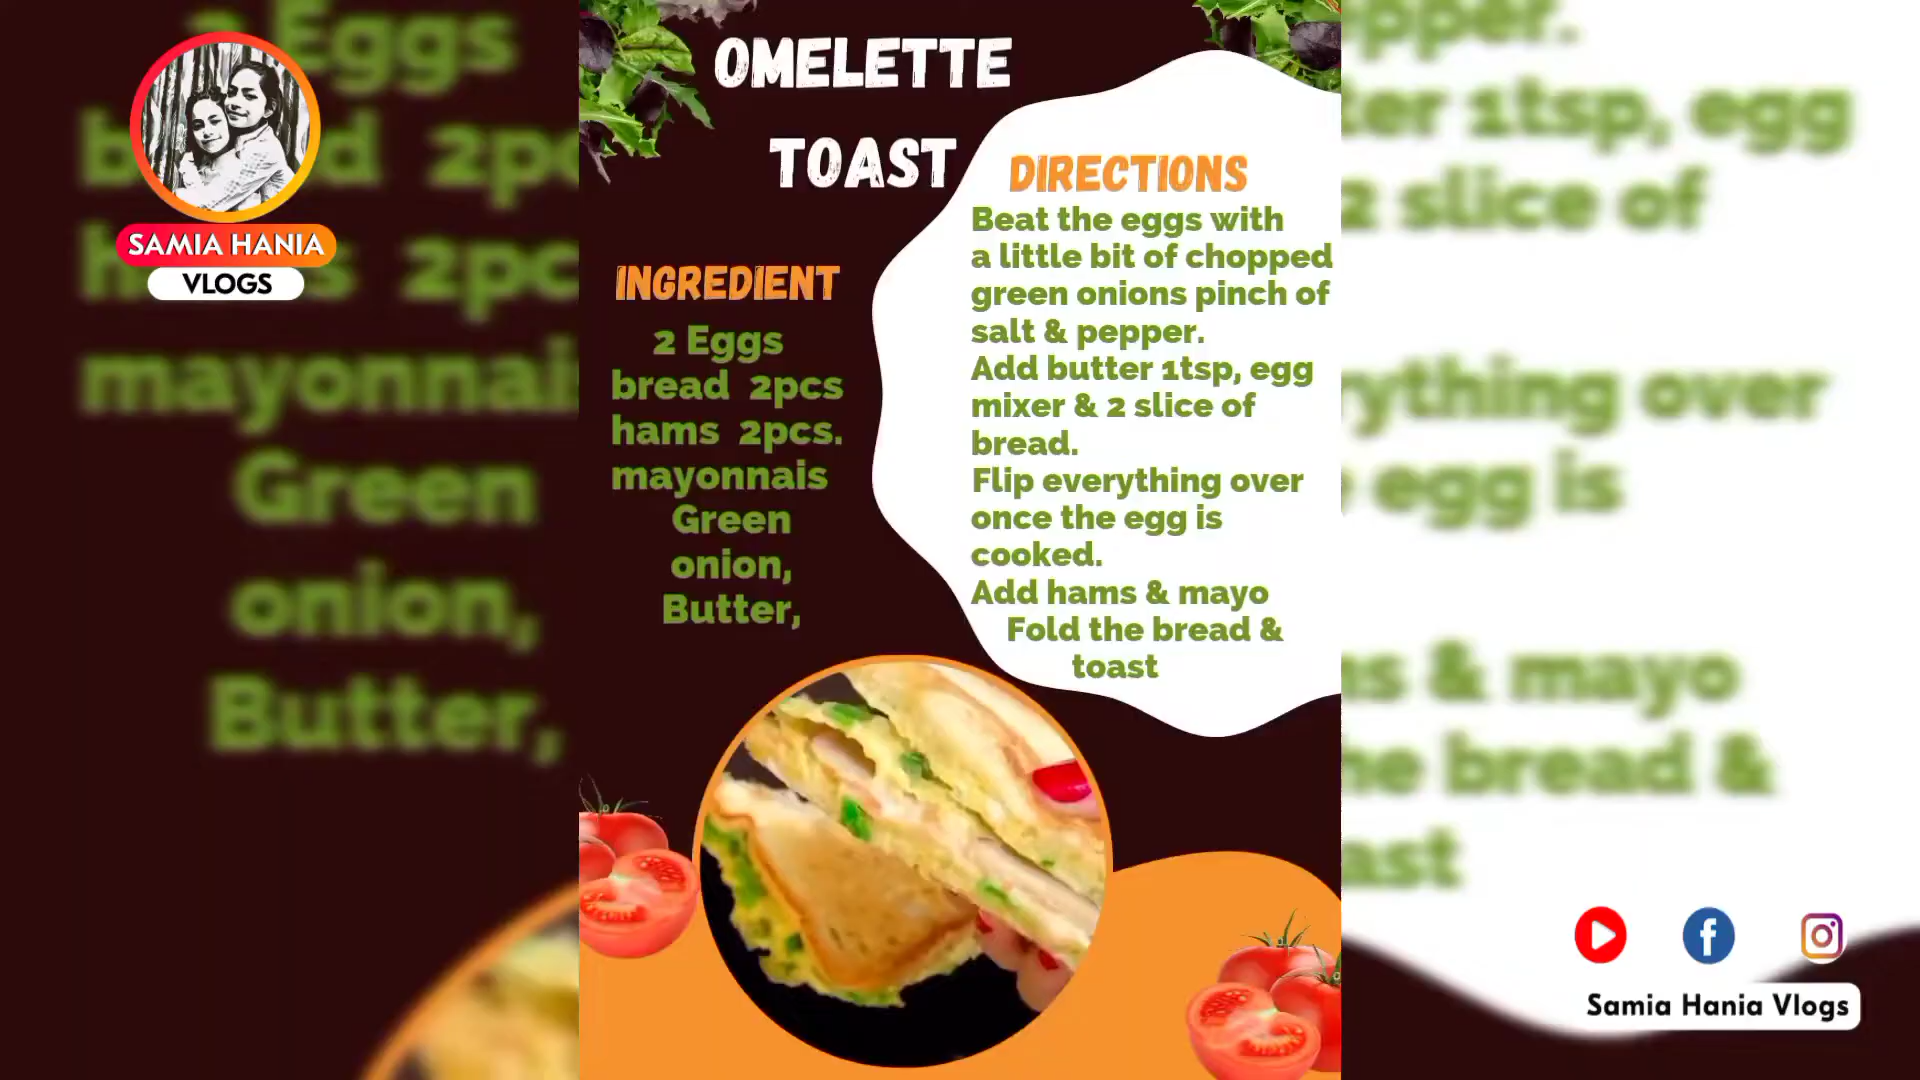 SAMIA HANIA
VLOGS
OMELETTE
TOAST
INGREDIENT
2 Eggs
bread 2pcs
hams 2pcs.
mayonnais
Green
onion,
Butter,
DIRECTIONS
Beat the eggs with
a little bit of chopped
green onions pinch of
salt & pepper.
Add butter 1tsp, egg
mixer & 2 slice of
bread.
Flip everything over
once the egg is
cooked.
Add hams & mayo
Fold the bread &
toast
Samia Hania Vlogs